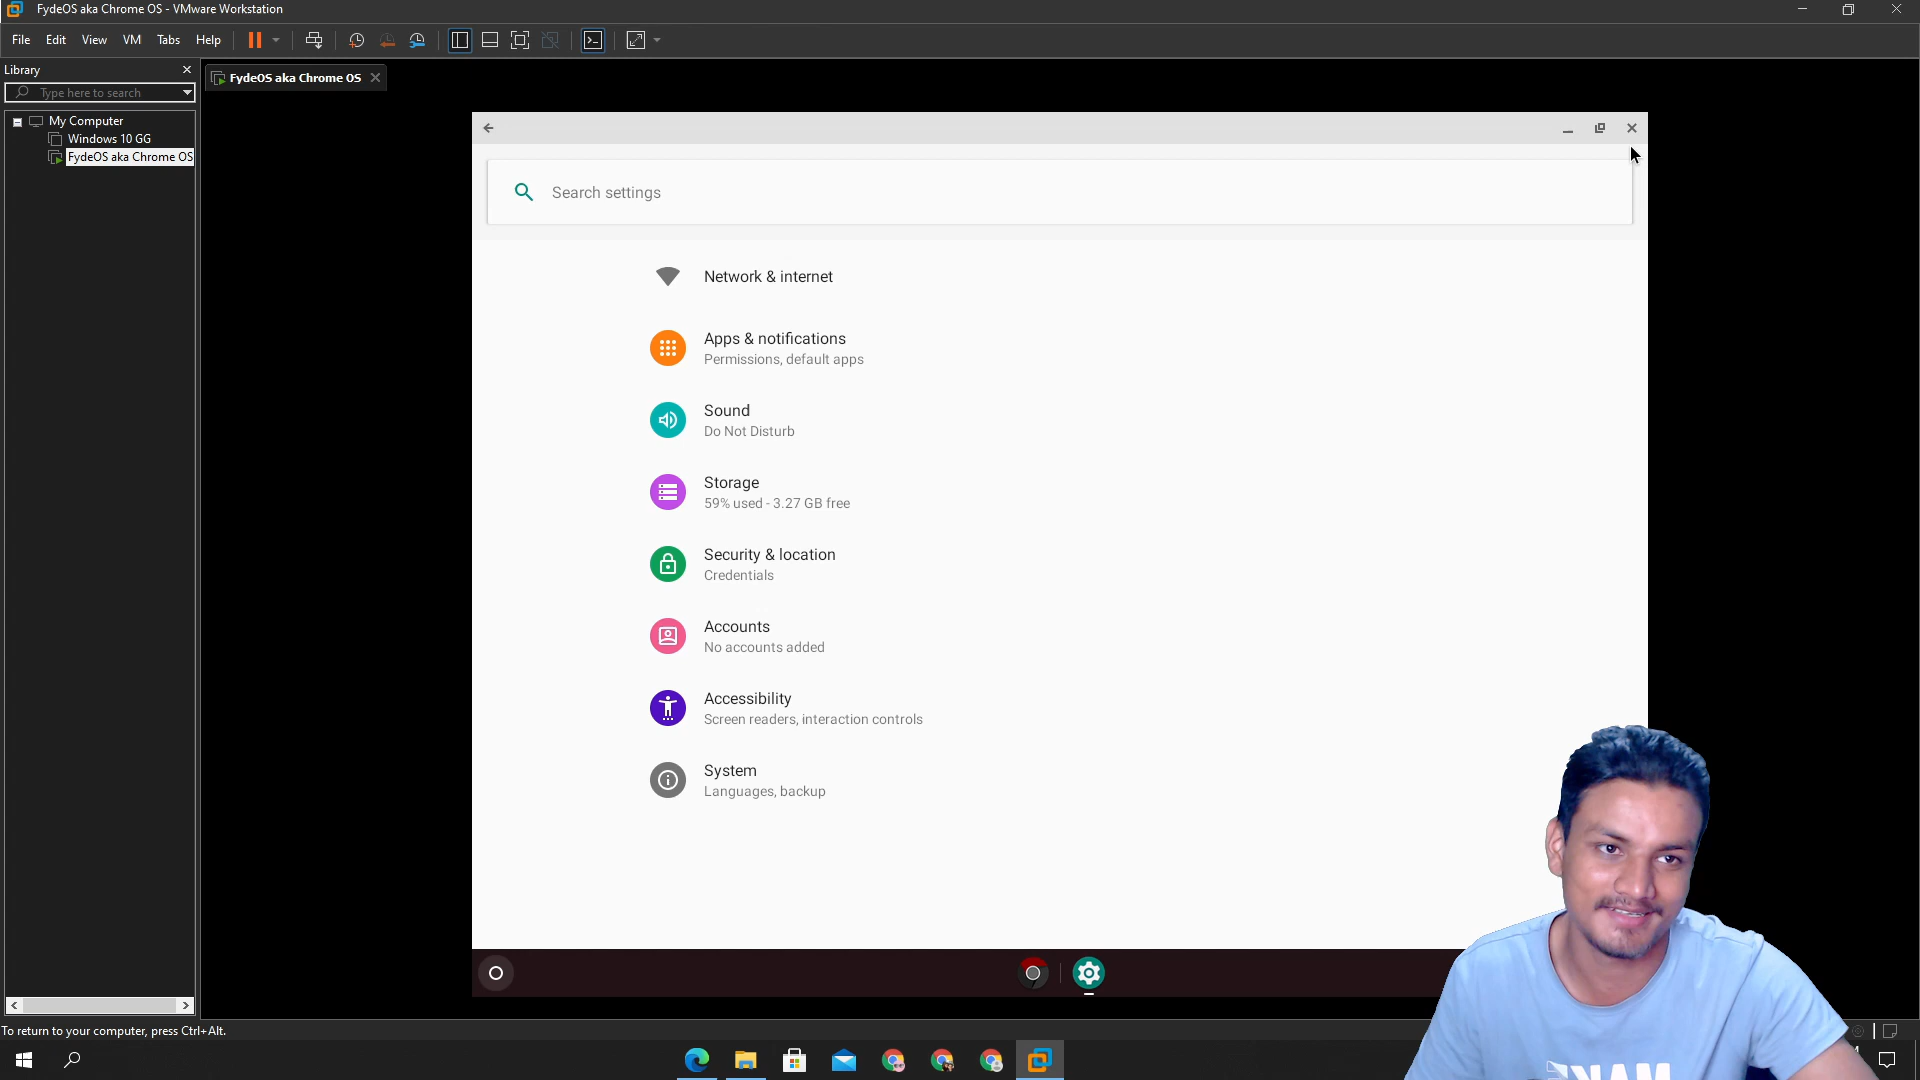 FydeOS aka Chrome OS - VMware Workstation
File Edit View VM Tabs Help
Library
FydeOS aka Chrome OS
Type here to search
My Computer
Windows 10 GG
FydeOS aka Chrome OS
Search settings
Network & internet
Apps & notifications
Permissions, default apps
Sound
Do Not Disturb
Storage
59% used - 3.27 GB free
Security & location
Credentials
Accounts
No accounts added
Accessibility
Screen readers, interaction controls
System
Languages, backup
To return to your computer, press Ctrl+Alt.